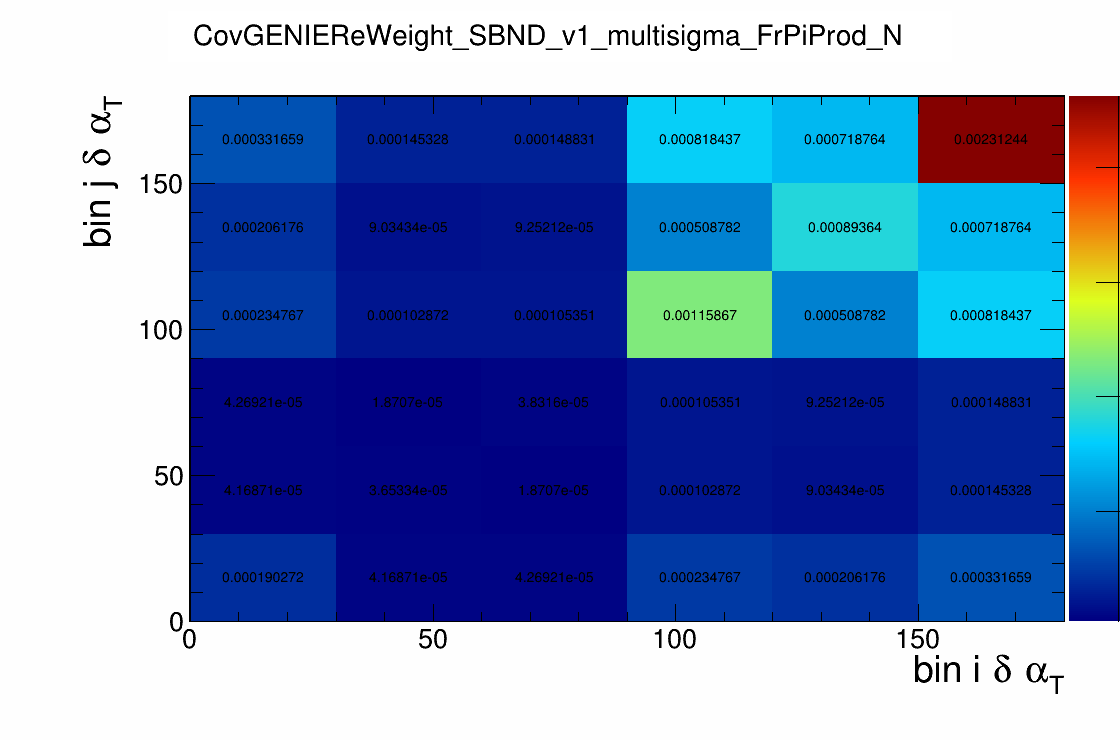 CovGENIEReWeight_SBND_v1_multisigma_FrPiProd_N
bin j δ α_T
0.000331659 0.000145328 0.000148831 0.000818437 0.000718764 0.00231244
150
0.000206176 9.03434e-05 9.25212e-05 0.000508782 0.00089364 0.000718764
0.000234767 0.000102872 0.000105351 0.00115867 0.000508782 0.000818437
100
4.26921e-05 1.8707e-05 3.8316e-05 0.000105351 9.25212e-05 0.000148831
50
4.16871e-05 3.65334e-05 1.8707e-05 0.000102872 9.03434e-05 0.000145328
0.000190272 4.16871e-05 4.26921e-05 0.000234767 0.000206176 0.000331659
0
0 50 100 150
bin i δ α_T